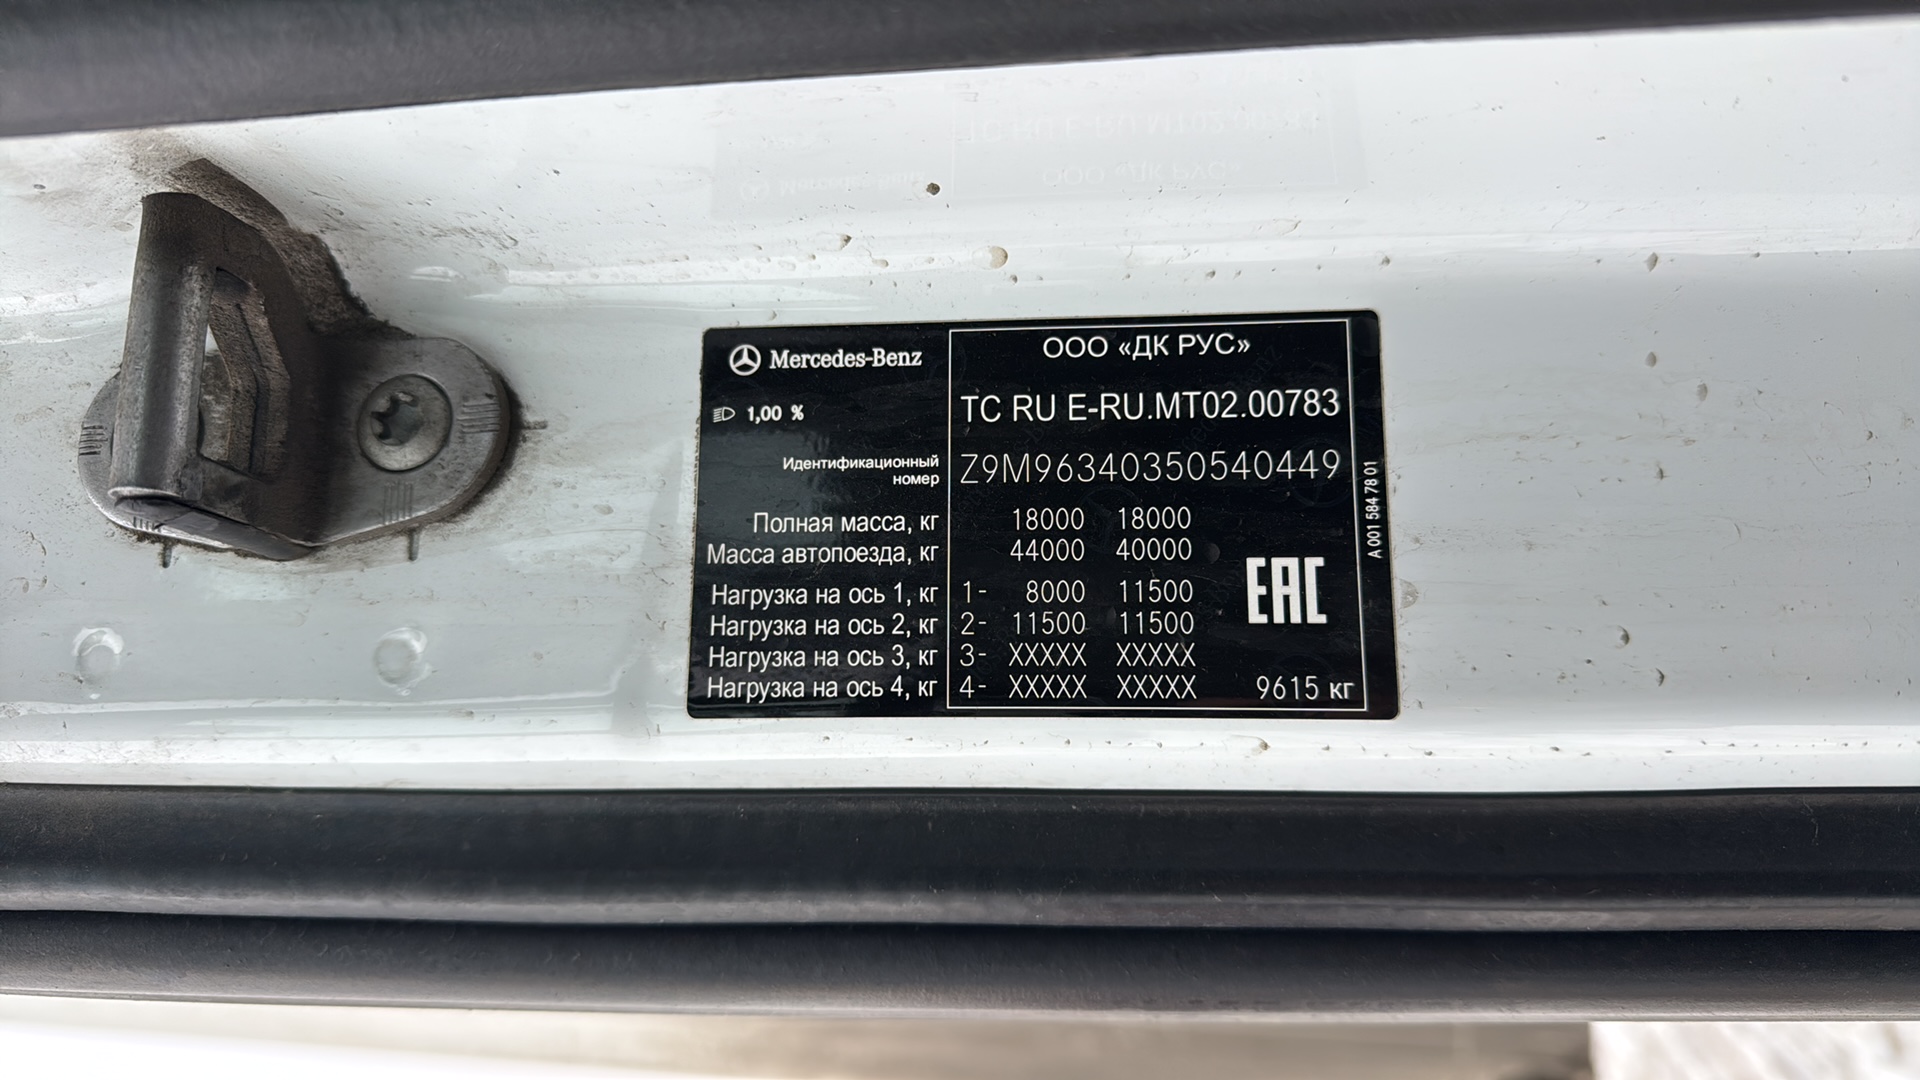 Mercedes-Benz
ООО «ДК РУС»
1,00 %
TC RU E-RU.MT02.00783
Идентификационный
номер
Z9M96340350540449
Полная масса, кг 18000 18000
Масса автопоезда, кг 44000 40000
Нагрузка на ось 1, кг 1- 8000 11500
Нагрузка на ось 2, кг 2- 11500 11500
Нагрузка на ось 3, кг 3- XXXXX XXXXX
Нагрузка на ось 4, кг 4- XXXXX XXXXX
EAC
9615 кг
A 001 584 78 01